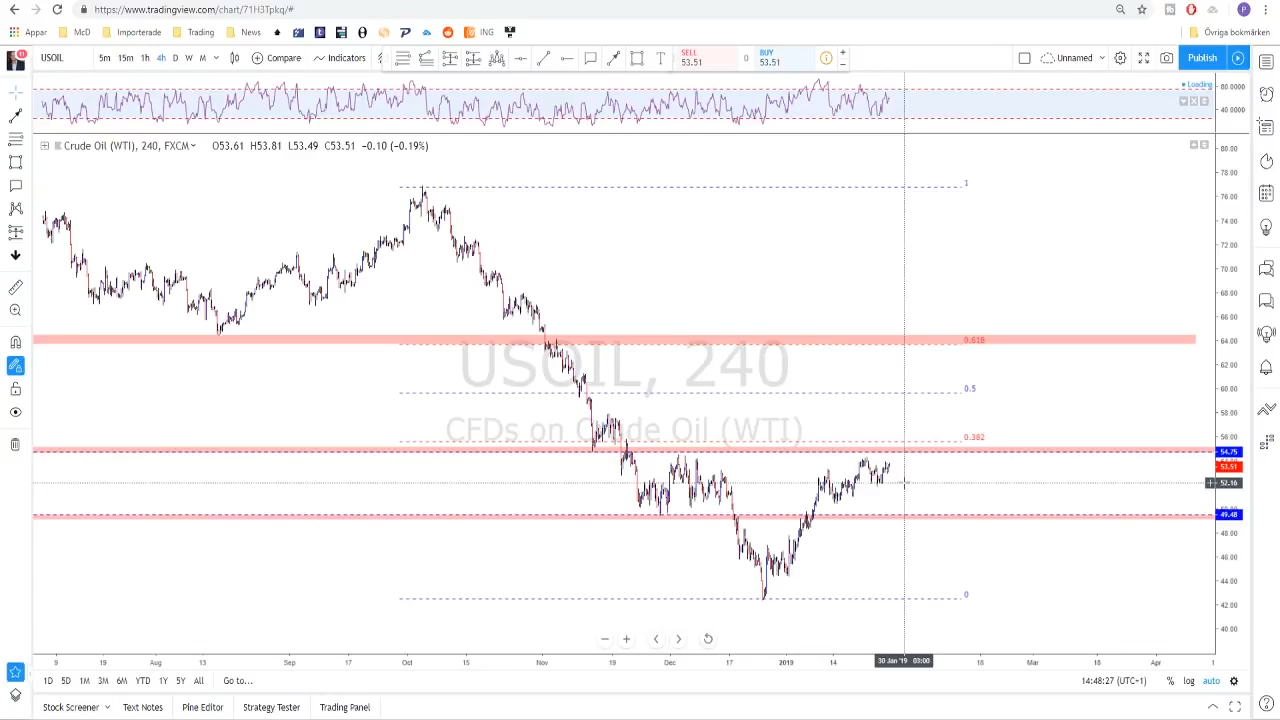 https://www.tradingview.com/chart/71H3Tpkq/#
P
Appar McD Importerade Trading News ING Övriga bokmärken
11 USOIL 5m 15m 1h 4h D W M Compare Indicators T SELL 53.51 0 BUY 53.51 Unnamed Publish
Loading
80.0000
40.0000
Crude Oil (WTI), 240, FXCM O53.61 H53.81 L53.49 C53.51 -0.10 (-0.19%)
80.00
78.00
1
76.00
74.00
72.00
70.00
68.00
66.00
64.00
0.618
USOIL, 240
62.00
60.00
0.5
58.00
CFDs on Crude Oil (WTI)
56.00
0.382
54.75
53.51
52.16
49.48
48.00
46.00
44.00
0
42.00
40.00
9 19 Aug 13 Sep 17 Oct 15 Nov 19 Dec 17 2019 14 30 Jan '19 03:00 18 Mar 18 Apr 1
1D 5D 1M 3M 6M YTD 1Y 5Y All Go to... 14:48:27 (UTC+1) % log auto
Stock Screener Text Notes Pine Editor Strategy Tester Trading Panel